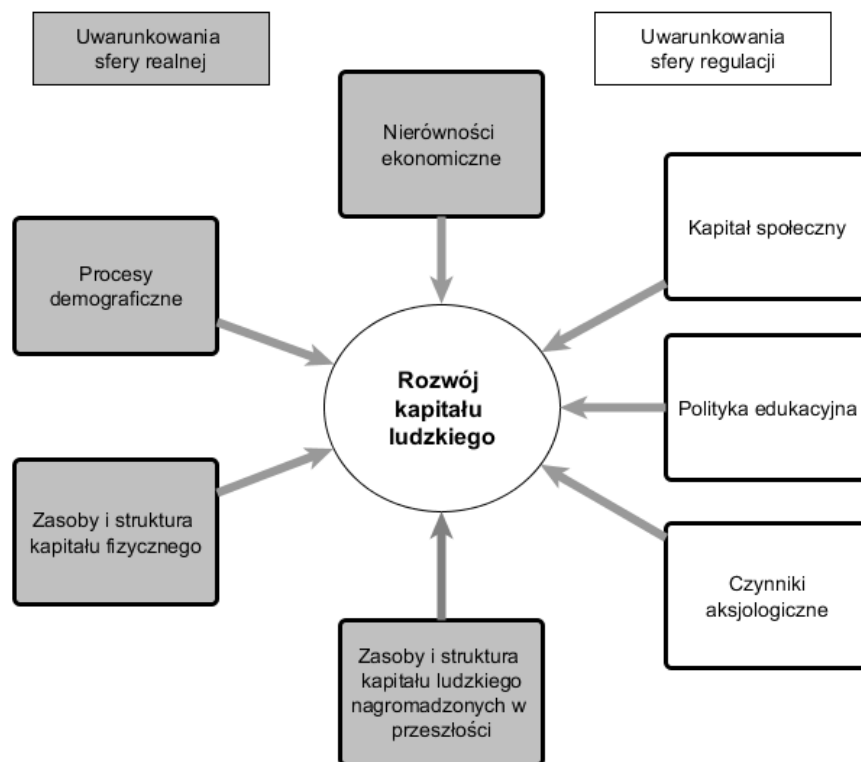 Uwarunkowania
sfery realnej
Uwarunkowania
sfery regulacji
Nierówności
ekonomiczne
Kapitał społeczny
Procesy
demograficzne
Rozwój
kapitału
ludzkiego
Polityka edukacyjna
Zasoby i struktura
kapitału fizycznego
Czynniki
aksjologiczne
Zasoby i struktura
kapitału ludzkiego
nagromadzonych w
przeszłości